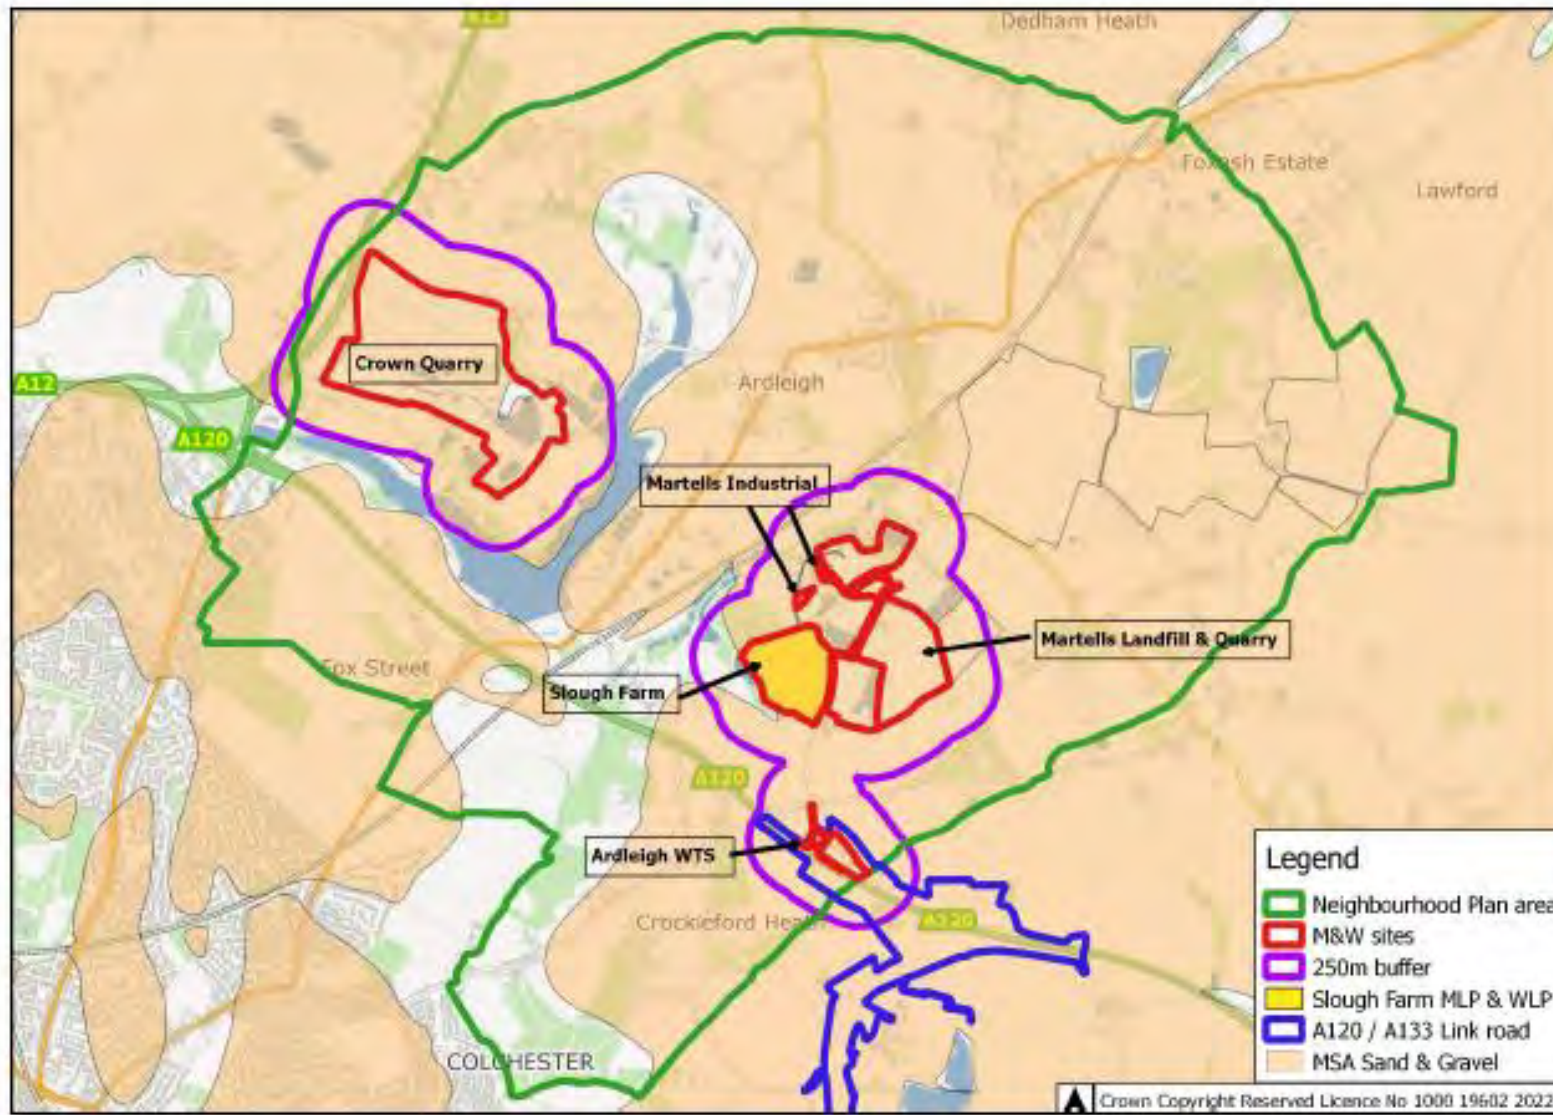 A12
Dedham Heath
Foxash Estate
Lawford
Crown Quarry
A12
Ardleigh
A120
Martells Industrial
Martells Landfill & Quarry
Fox Street
Slough Farm
A120
Ardleigh WTS
Crockleford Heath
A120
COLCHESTER
Legend
Neighbourhood Plan area
M&W sites
250m buffer
Slough Farm MLP & WLP
A120 / A133 Link road
MSA Sand & Gravel
Crown Copyright Reserved Licence No 1000 19602 2022